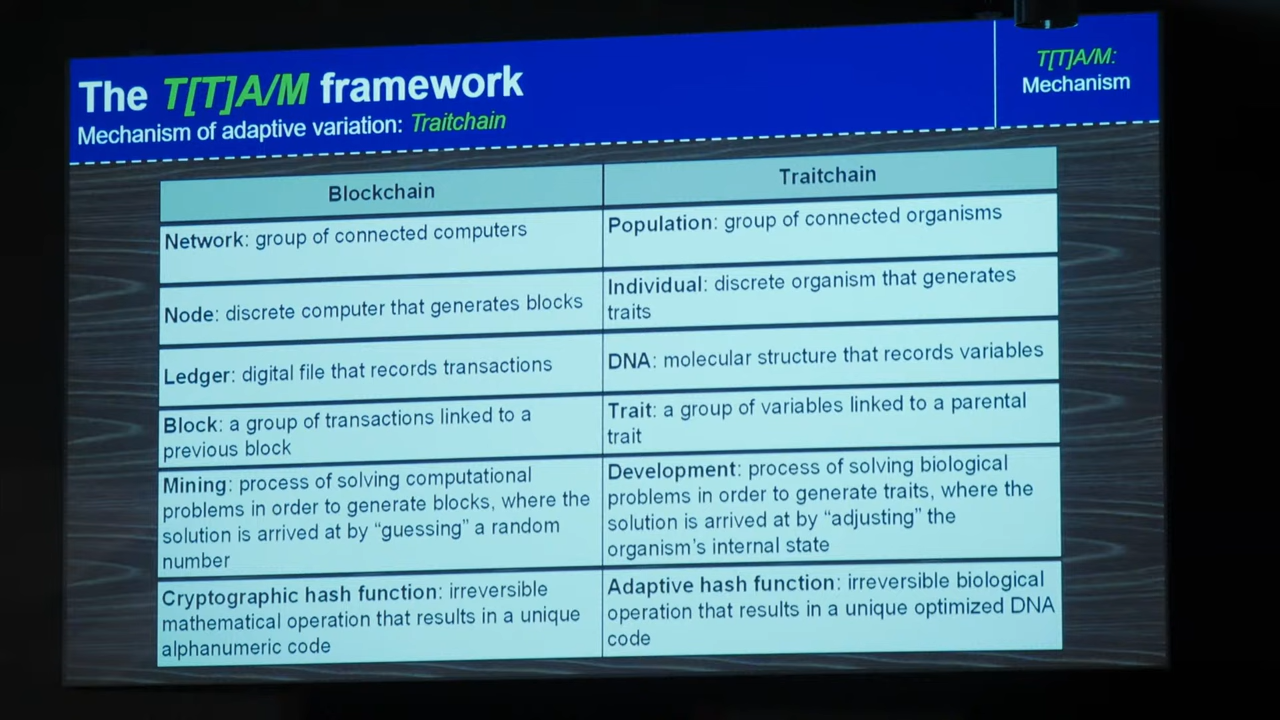 The T[T]A/M framework
Mechanism of adaptive variation: Traitchain
T[T]A/M:
Mechanism
Blockchain
Traitchain
Network: group of connected computers
Population: group of connected organisms
Node: discrete computer that generates blocks
Individual: discrete organism that generates
traits
Ledger: digital file that records transactions
DNA: molecular structure that records variables
Block: a group of transactions linked to a
previous block
Trait: a group of variables linked to a parental
trait
Mining: process of solving computational
problems in order to generate blocks, where the
solution is arrived at by “guessing” a random
number
Development: process of solving biological
problems in order to generate traits, where the
solution is arrived at by “adjusting” the
organism’s internal state
Cryptographic hash function: irreversible
mathematical operation that results in a unique
alphanumeric code
Adaptive hash function: irreversible biological
operation that results in a unique optimized DNA
code